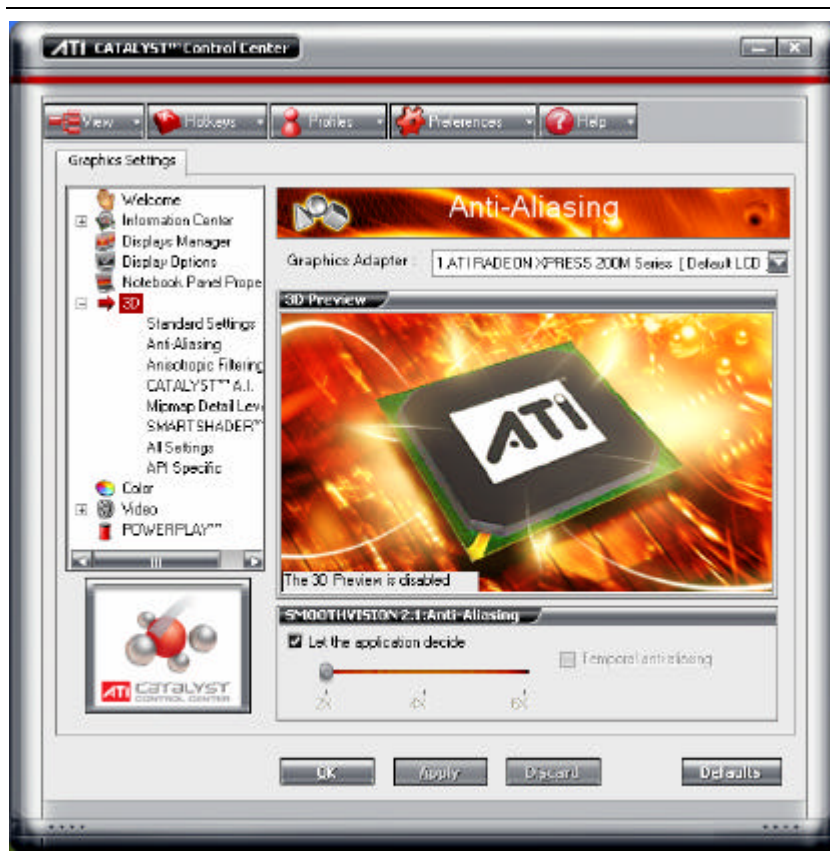 ATI CATALYST™ Control Center
View
Hotkeys
Profiles
Preferences
Help
Graphics Settings
Welcome
Information Center
Displays Manager
Display Options
Notebook Panel Prope
3D
Standard Settings
Anti-Aliasing
Anisotropic Filtering
CATALYST™ A.I.
Mipmap Detail Leve
SMARTSHADER™
All Settings
API Specific
Color
Video
POWERPLAY™
ATI CATALYST
CONTROL CENTER
Anti-Aliasing
Graphics Adapter : 1.ATI RADEON XPRESS 200M Series [ Default LCD
3D Preview
ATI
The 3D Preview is disabled
SMOOTHVISION 2.1:Anti-Aliasing
Let the application decide
Temporal anti-aliasing
2X 4X 6X
OK Apply Discard Defaults